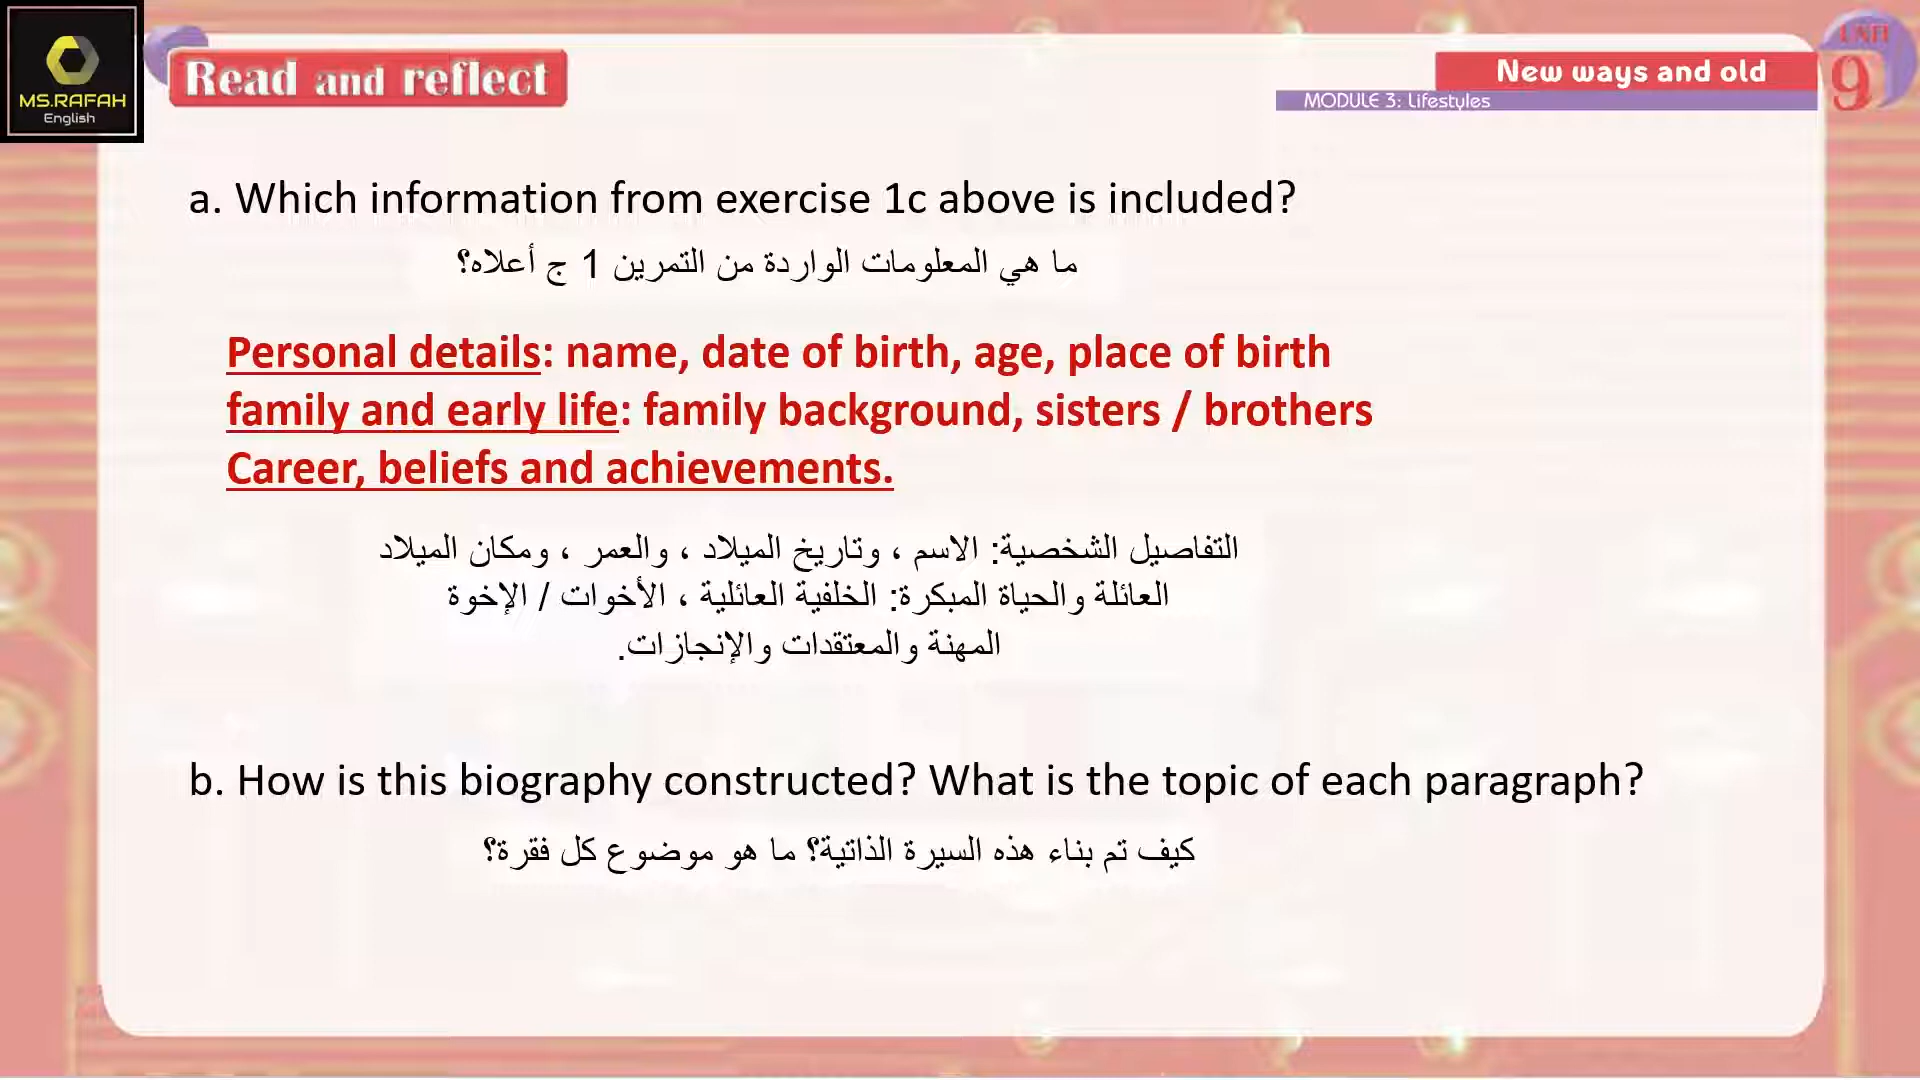 MS.RAFAH
English
Read and reflect
UNIT
9
New ways and old
MODULE 3: Lifestyles
a. Which information from exercise 1c above is included?
ما هي المعلومات الواردة من التمرين 1 ج أعلاه؟
Personal details: name, date of birth, age, place of birth
family and early life: family background, sisters / brothers
Career, beliefs and achievements.
التفاصيل الشخصية: الاسم ، وتاريخ الميلاد ، والعمر ، ومكان الميلاد
العائلة والحياة المبكرة: الخلفية العائلية ، الأخوات / الإخوة
المهنة والمعتقدات والإنجازات.
b. How is this biography constructed? What is the topic of each paragraph?
كيف تم بناء هذه السيرة الذاتية؟ ما هو موضوع كل فقرة؟